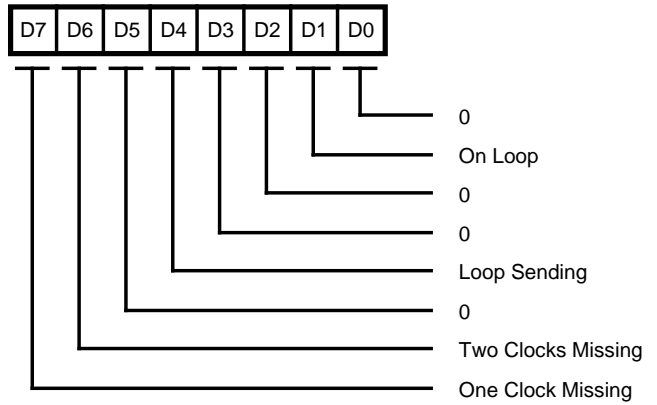 D7 D6 D5 D4 D3 D2 D1 D0
0
On Loop
0
0
Loop Sending
0
Two Clocks Missing
One Clock Missing